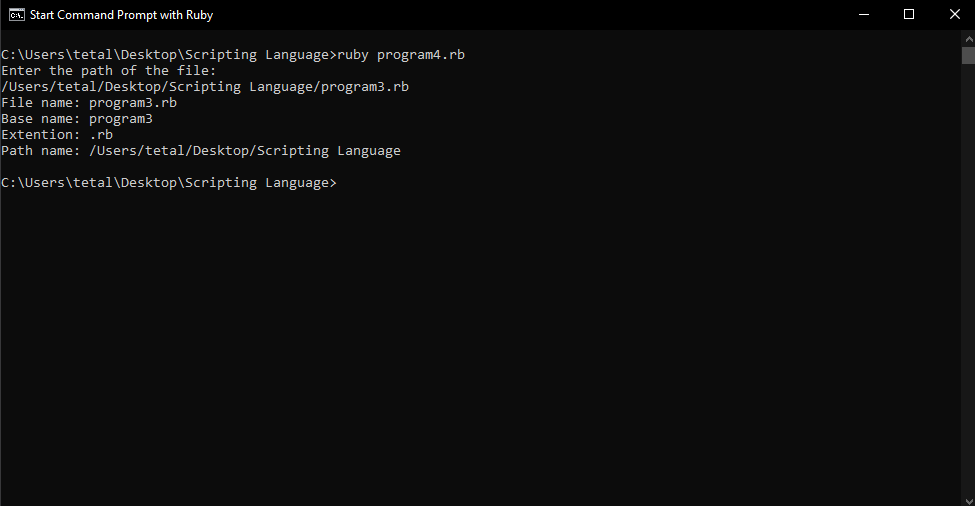 Start Command Prompt with Ruby
C:\Users\tetal\Desktop\Scripting Language>ruby program4.rb
Enter the path of the file:
/Users/tetal/Desktop/Scripting Language/program3.rb
File name: program3.rb
Base name: program3
Extention: .rb
Path name: /Users/tetal/Desktop/Scripting Language
C:\Users\tetal\Desktop\Scripting Language>